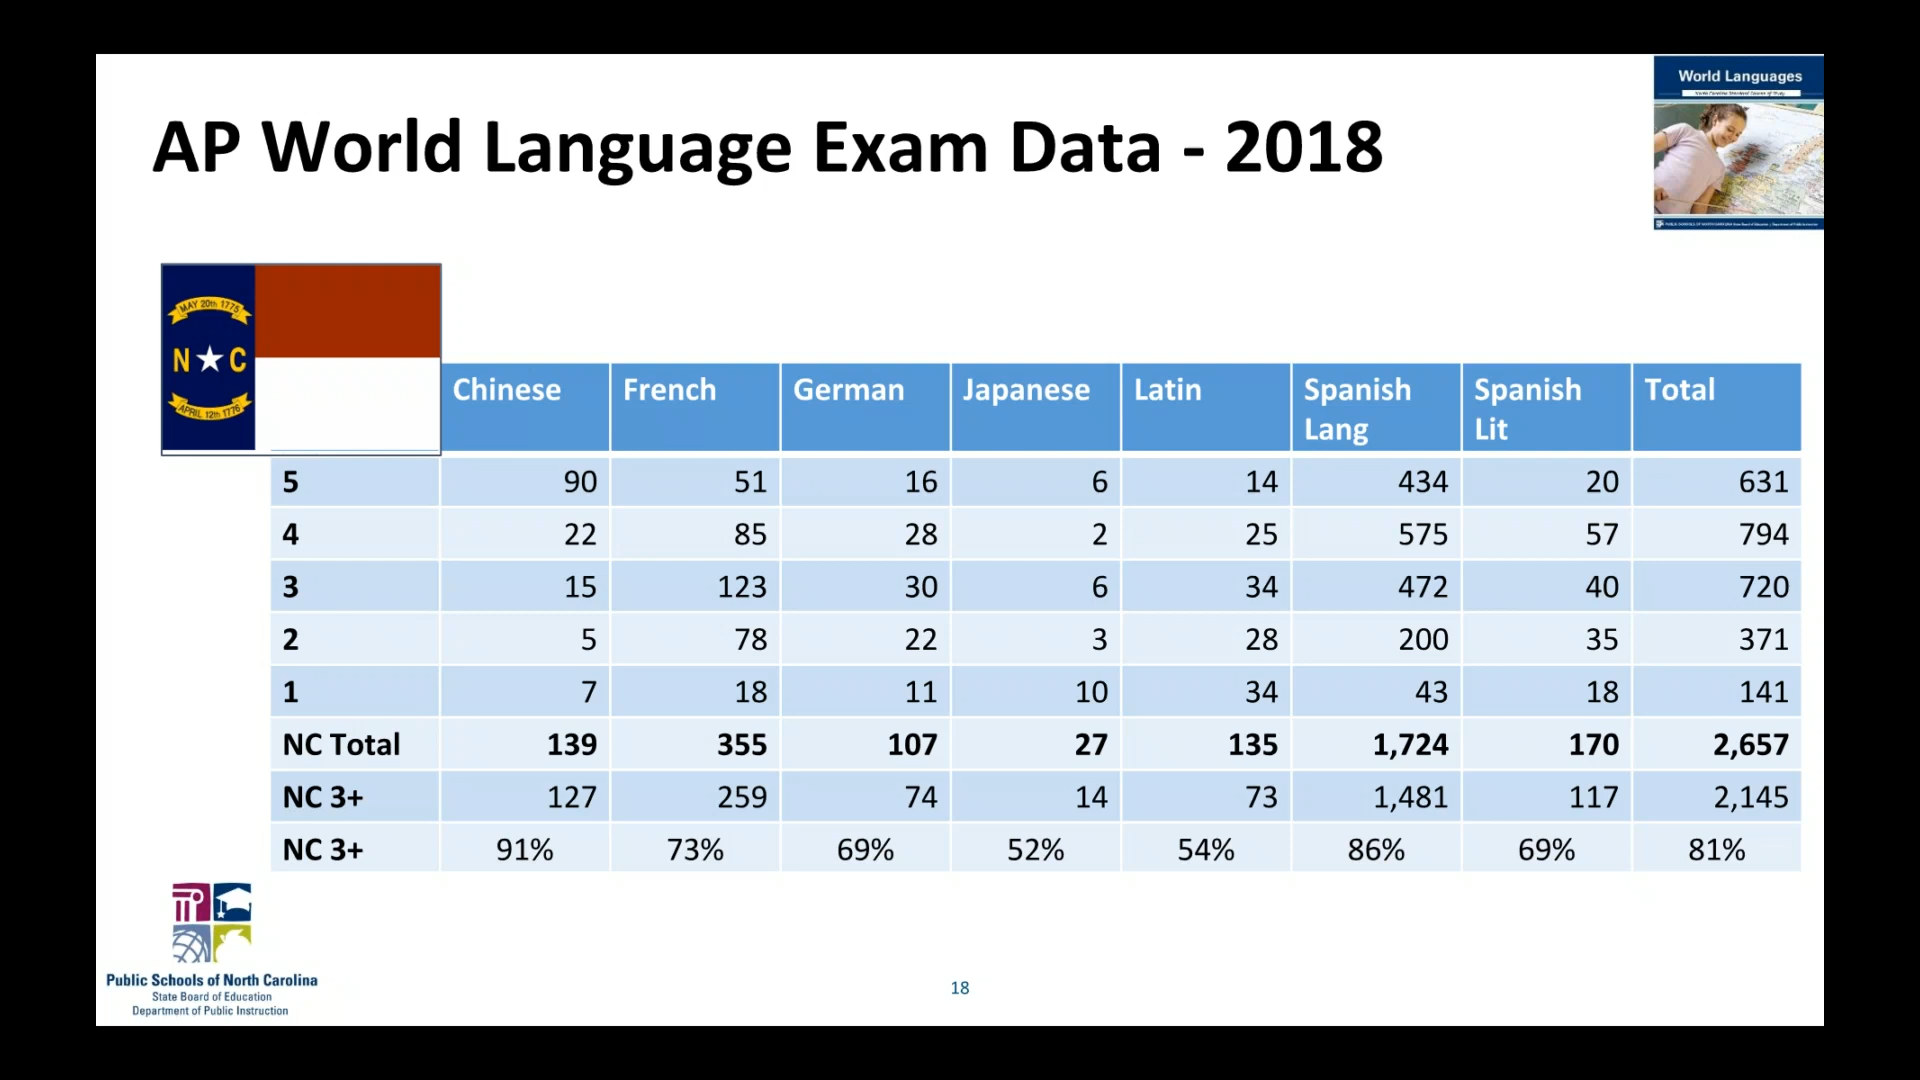 World Languages
AP World Language Exam Data - 2018
MAY 20th 1775
N C
APRIL 12th 1776
Chinese French German Japanese Latin Spanish Lang Spanish Lit Total
5 90 51 16 6 14 434 20 631
4 22 85 28 2 25 575 57 794
3 15 123 30 6 34 472 40 720
2 5 78 22 3 28 200 35 371
1 7 18 11 10 34 43 18 141
NC Total 139 355 107 27 135 1,724 170 2,657
NC 3+ 127 259 74 14 73 1,481 117 2,145
NC 3+ 91% 73% 69% 52% 54% 86% 69% 81%
Public Schools of North Carolina
State Board of Education
Department of Public Instruction
18